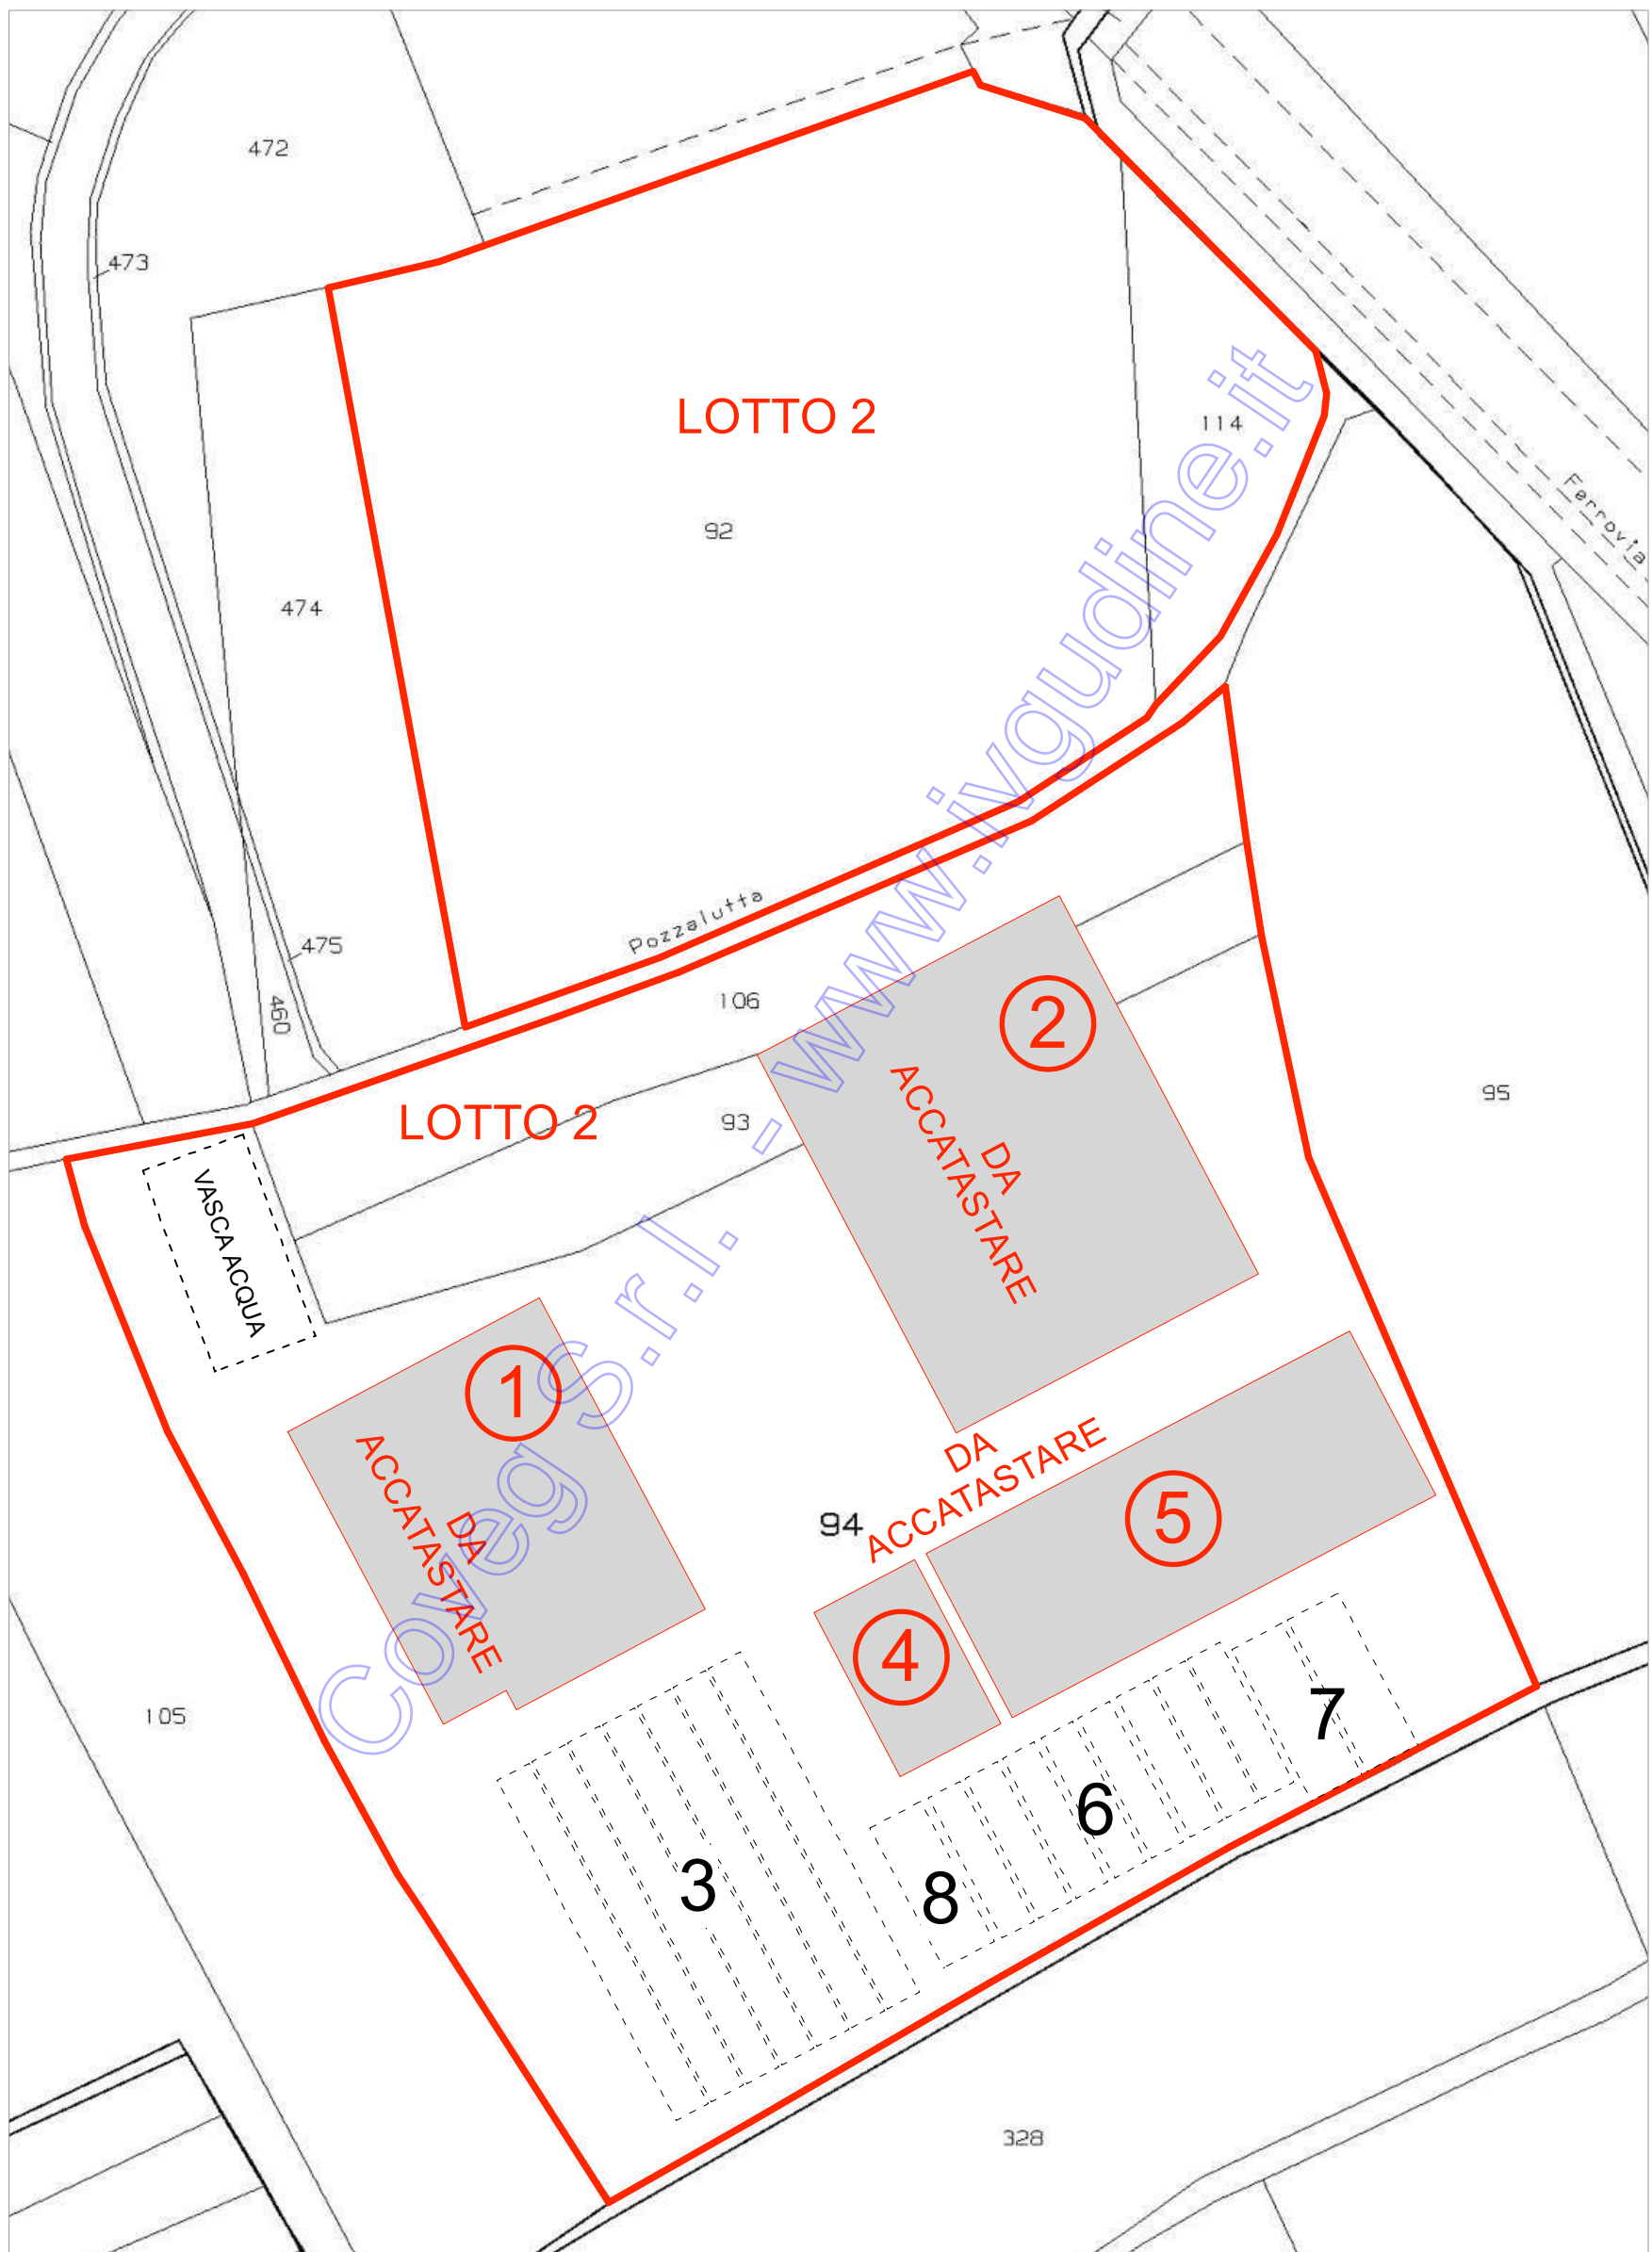 472
473
LOTTO 2
114
Ferrovia
92
474
Pozzalutta
475
460
106
2
LOTTO 2
93
DA
ACCATASTARE
95
VASCA ACQUA
1
DA
ACCATASTARE
DA
ACCATASTARE
94
5
4
105
7
6
3
8
328
Coveg S.r.l. - www.ivgudine.it